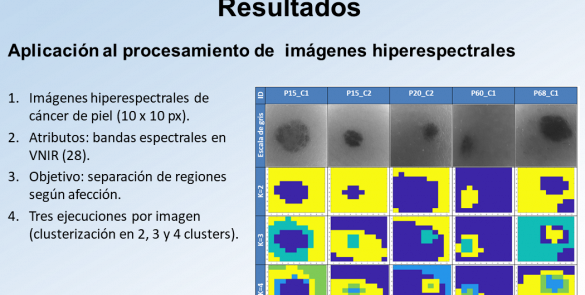 Resultados
Aplicación al procesamiento de imágenes hiperespectrales
1. Imágenes hiperespectrales de
cáncer de piel (10 x 10 px).
2. Atributos: bandas espectrales en
VNIR (28).
3. Objetivo: separación de regiones
según afección.
4. Tres ejecuciones por imagen
(clusterización en 2, 3 y 4 clusters).
ID P15_C1 P15_C2 P20_C2 P60_C1 P68_C1
Escala de gris
K=2
K=3
K=4